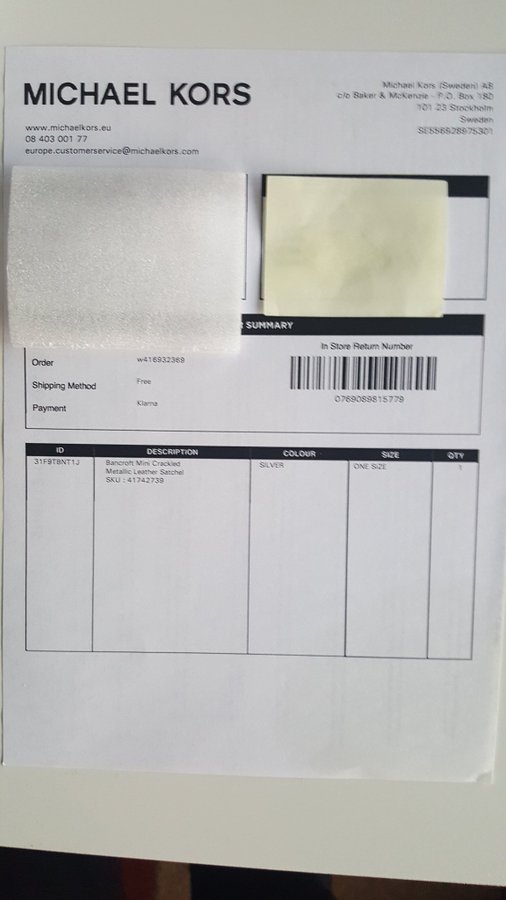 MICHAEL KORS
www.michaelkors.eu
08 403 001 77
europe.customerservice@michaelkors.com
Michael Kors (Sweden) AB
c/o Baker & McKenzie - P.O. Box 180
101 23 Stockholm
Sweden
SE556928975301
SUMMARY
Order w416932369
Shipping Method Free
Payment Klarna
In Store Return Number
0769089815779
ID DESCRIPTION COLOUR SIZE QTY
31F9TBNT1J Bancroft Mini Crackled SILVER ONE SIZE 1
Metallic Leather Satchel
SKU : 41742739